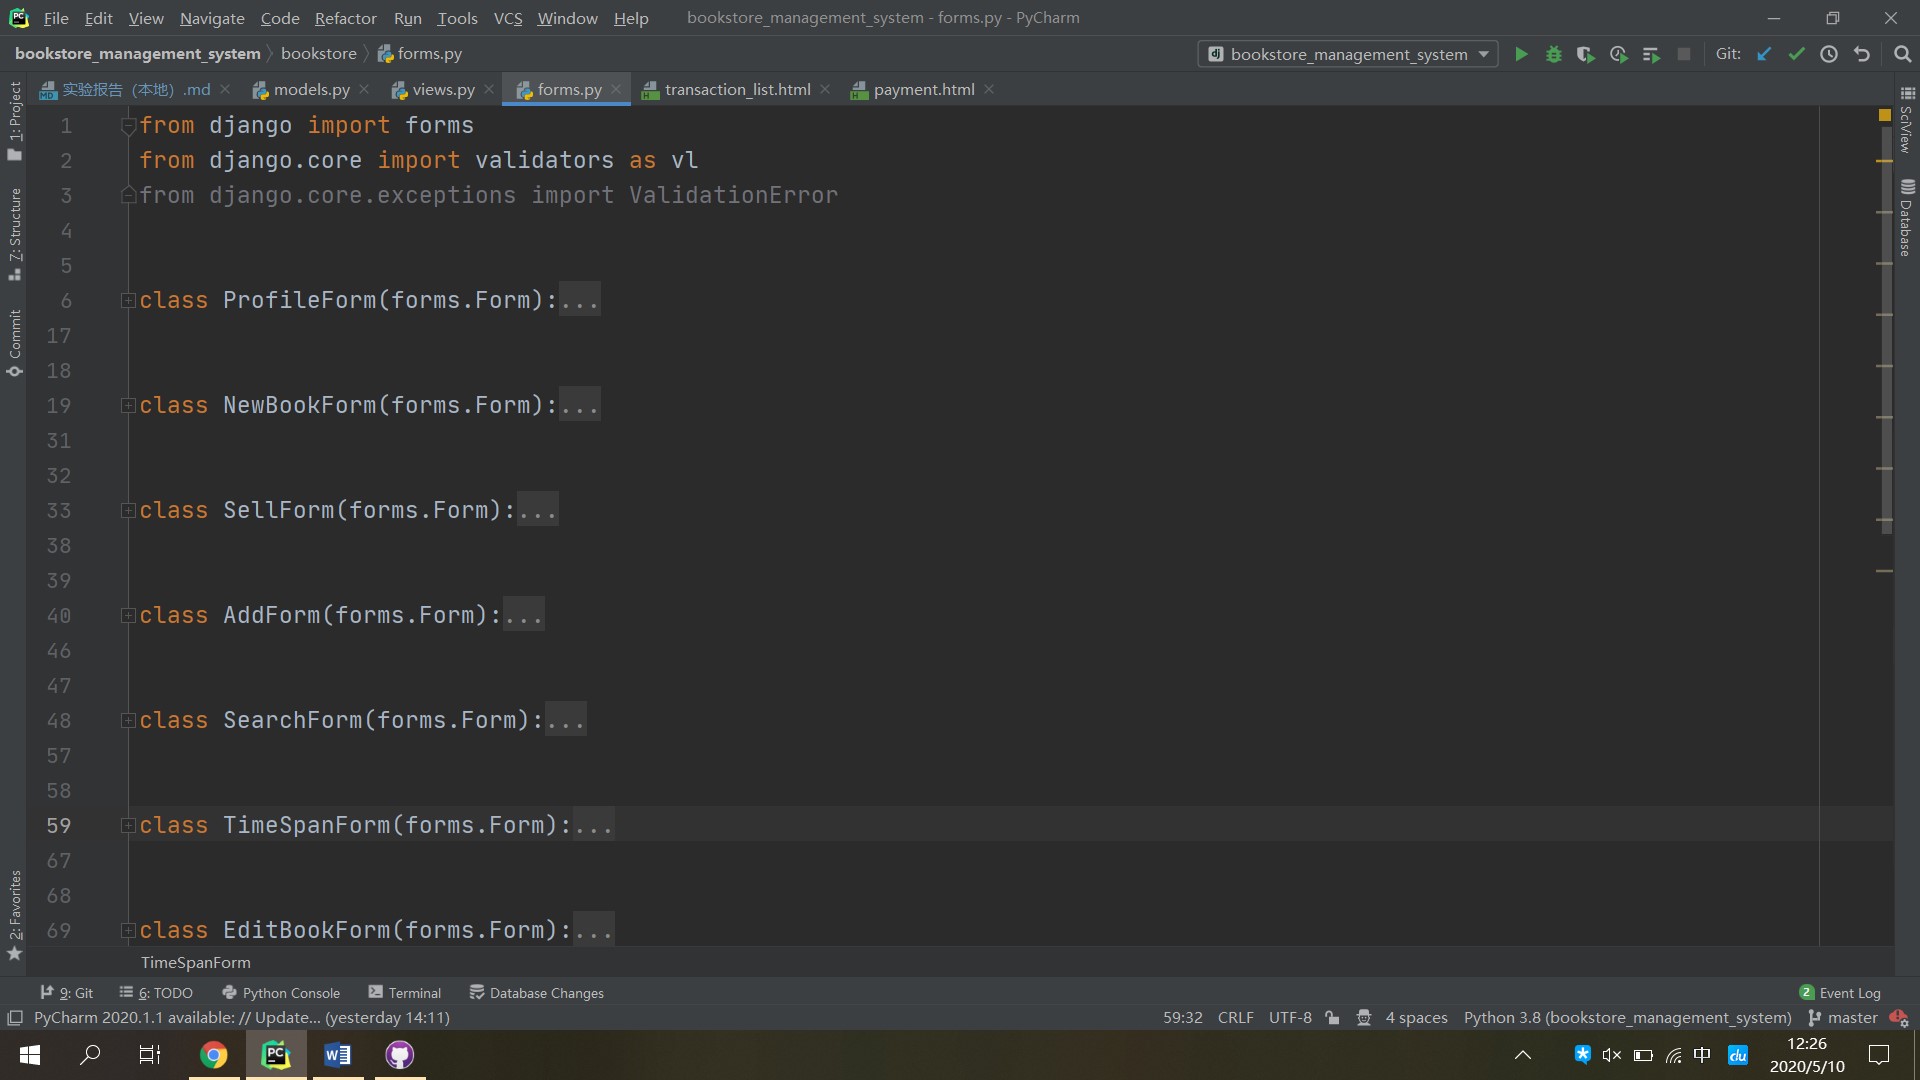 File Edit View Navigate Code Refactor Run Tools VCS Window Help bookstore_management_system - forms.py - PyCharm
bookstore_management_system bookstore forms.py bookstore_management_system Git:
实验报告（本地）.md models.py views.py forms.py transaction_list.html payment.html
1: Project
7: Structure
Commit
2: Favorites
SciView
Database
1 from django import forms
2 from django.core import validators as vl
3 from django.core.exceptions import ValidationError
4
5
6 class ProfileForm(forms.Form):...
17
18
19 class NewBookForm(forms.Form):...
31
32
33 class SellForm(forms.Form):...
38
39
40 class AddForm(forms.Form):...
46
47
48 class SearchForm(forms.Form):...
57
58
59 class TimeSpanForm(forms.Form):...
67
68
69 class EditBookForm(forms.Form):...
TimeSpanForm
9: Git 6: TODO Python Console Terminal Database Changes 2 Event Log
PyCharm 2020.1.1 available: // Update... (yesterday 14:11) 59:32 CRLF UTF-8 4 spaces Python 3.8 (bookstore_management_system) master
PC W 中 du 12:26
2020/5/10